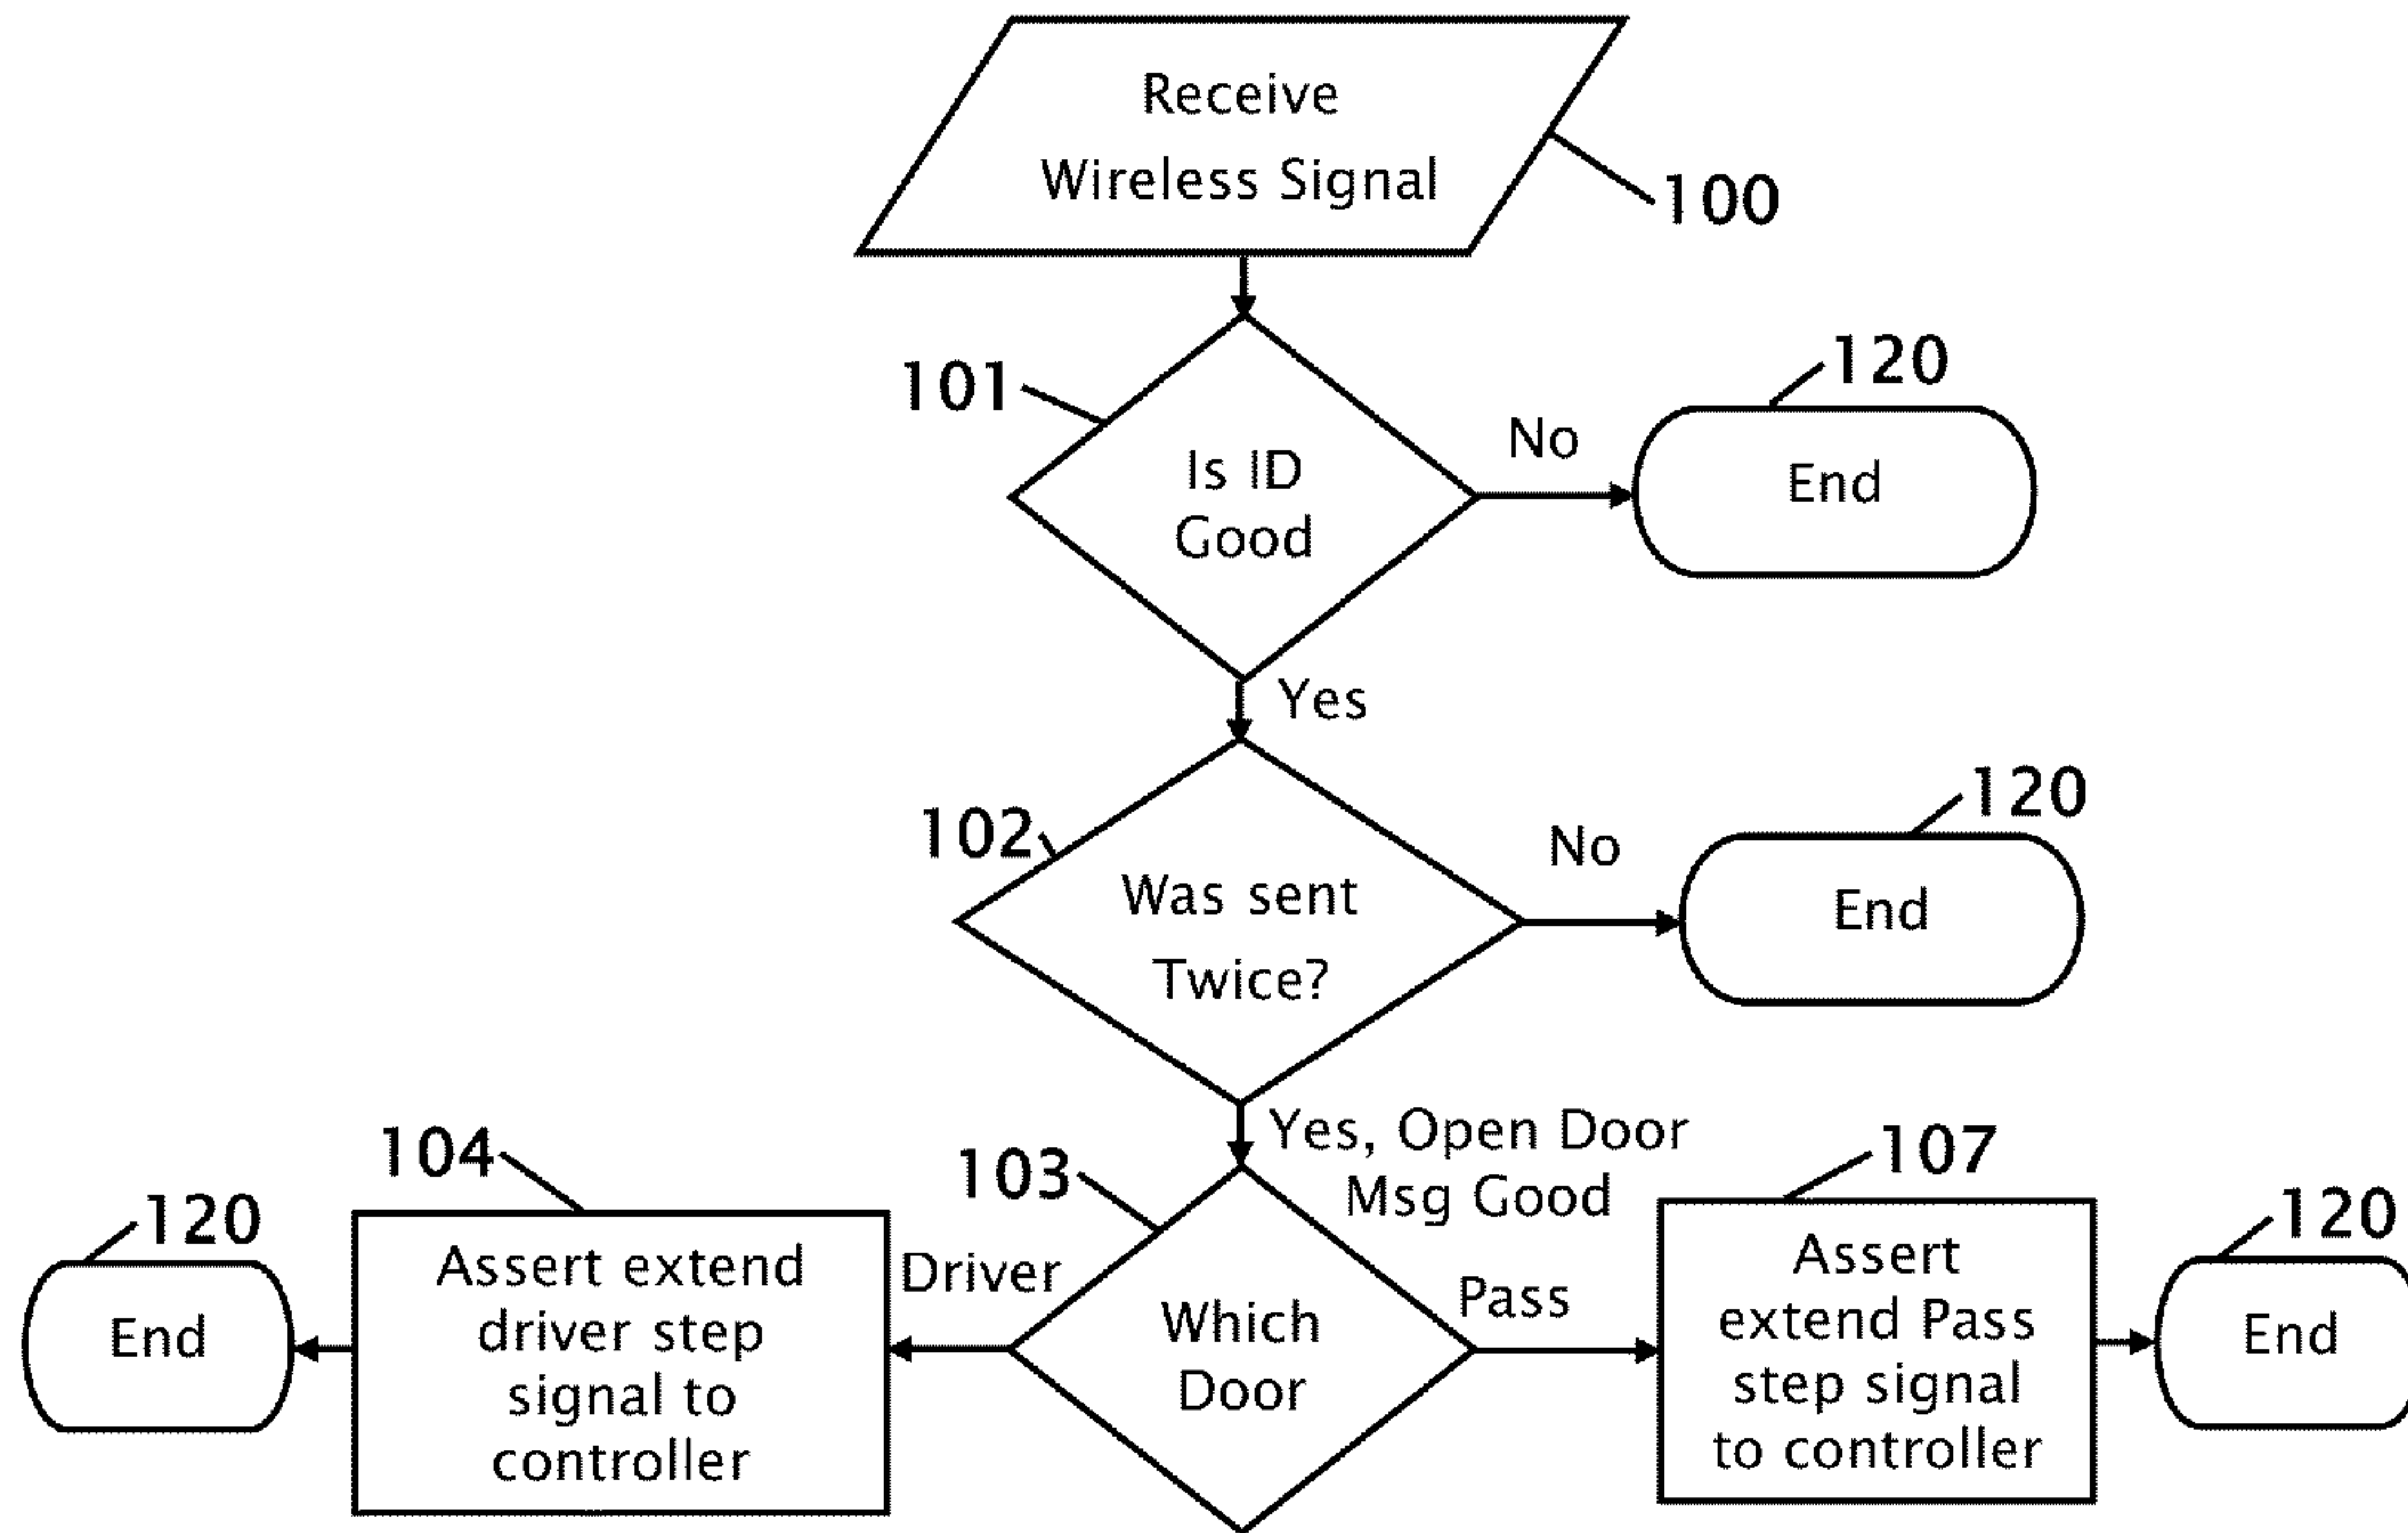 Receive
Wireless Signal
100
101
Is ID
Good
No
120
End
Yes
102
Was sent
Twice?
No
120
End
Yes, Open Door
Msg Good
103
Which
Door
Driver
104
Assert extend
driver step
signal to
controller
120
End
Pass
107
Assert
extend Pass
step signal
to controller
120
End